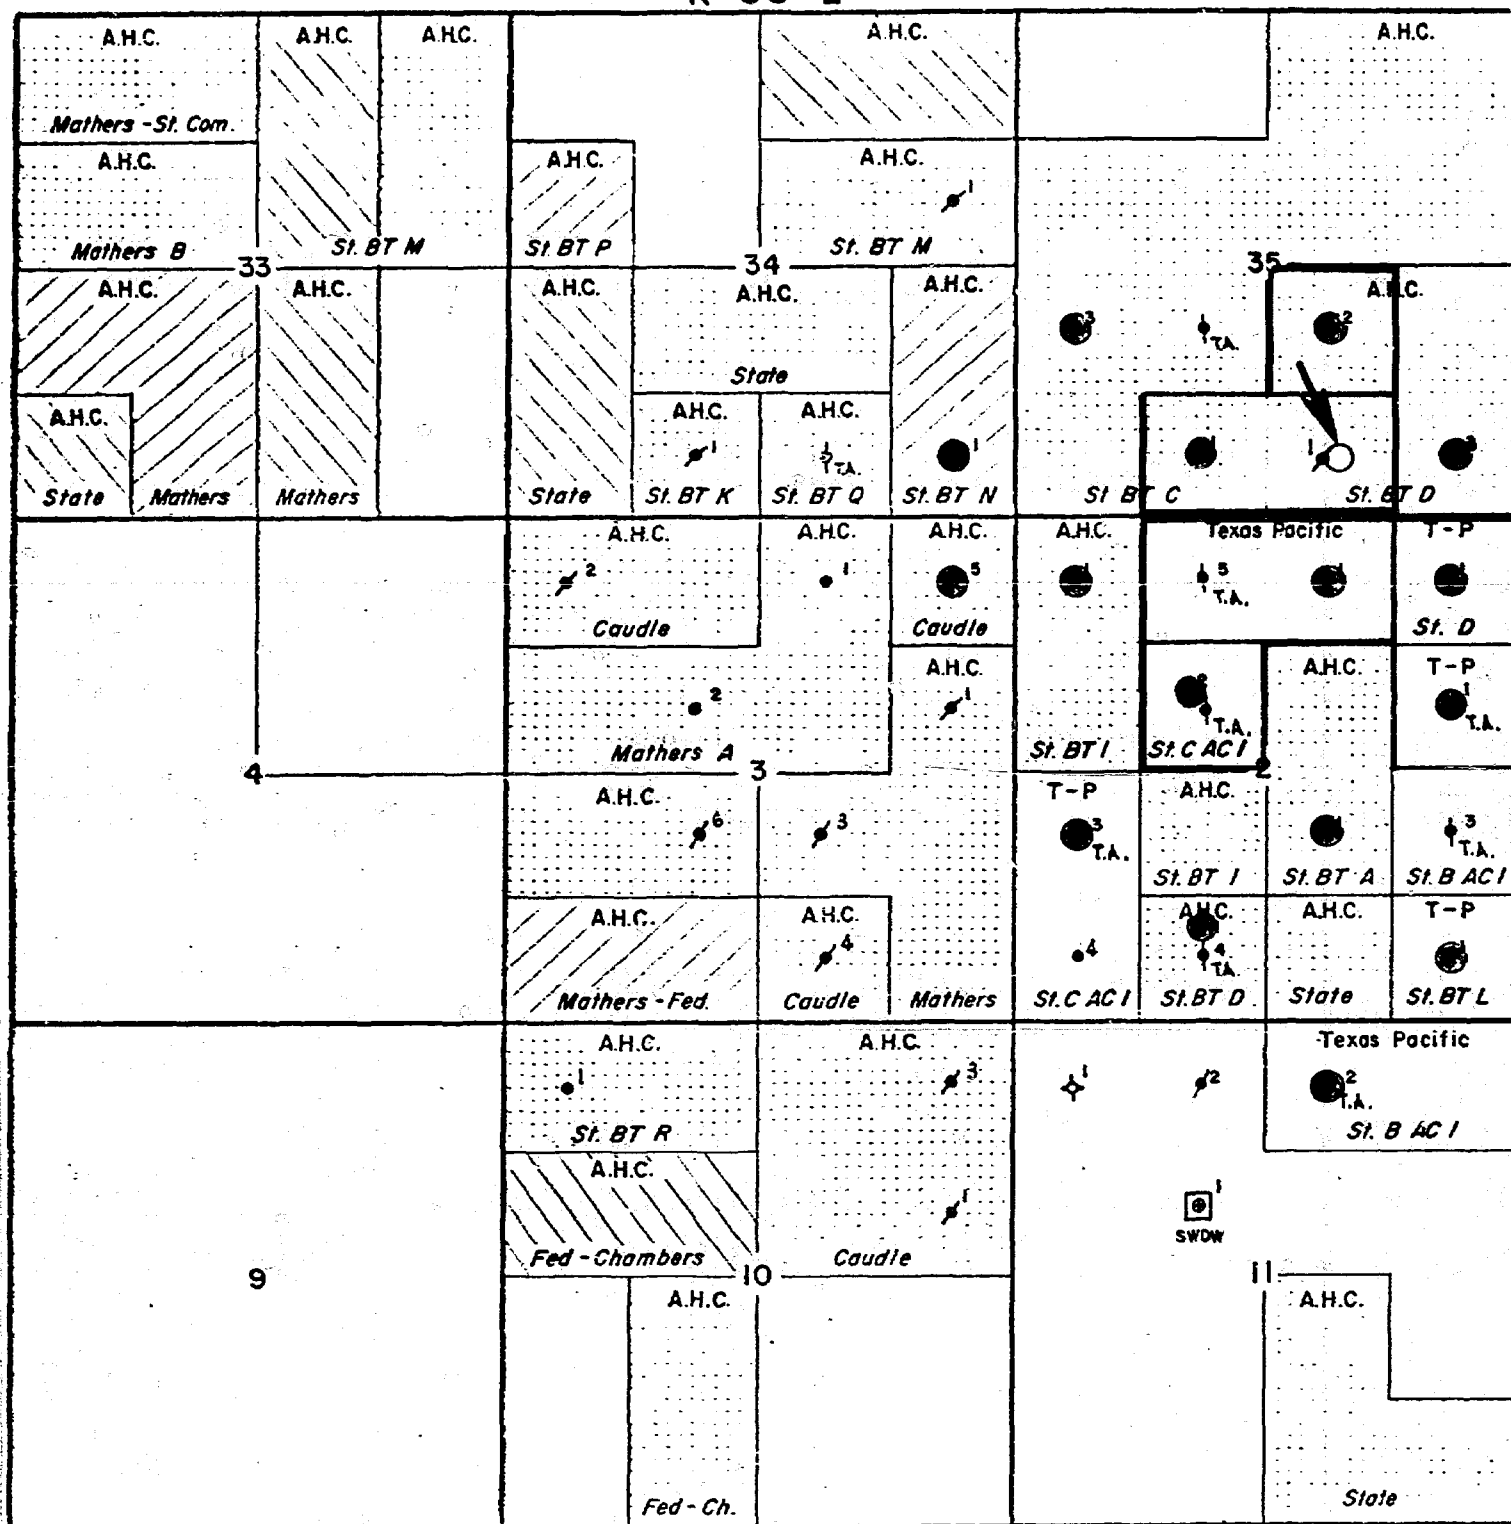 A.H.C. A.H.C. A.H.C. A.H.C. A.H.C.
Mathers - St. Com.
A.H.C. A.H.C. A.H.C.
1
Mathers B St. BT M St. BT P St. BT M
33 34 35
A.H.C. A.H.C. A.H.C. A.H.C. A.H.C. A.H.C.
3 T.A. 2
State
A.H.C. A.H.C. A.H.C.
1 T.A. 1 1 1 3
State Mathers Mathers State St. BT K St. BT Q St. BT N St BT C St. BT D
A.H.C. A.H.C. A.H.C. A.H.C. Texas Pacific T-P
2 1 5 1 5 T.A. 1 1
Caudle Caudle St. D
A.H.C. A.H.C. T-P
2 1 T.A. 1 T.A.
Mathers A St. BT I St. C AC I
4 3 2
A.H.C. T-P A.H.C.
6 3 3 T.A. 1 3 T.A.
St. BT I St. BT A St. B AC I
A.H.C. A.H.C. A.H.C. A.H.C. T-P
4 4 4 T.A. 1
Mathers - Fed. Caudle Mathers St. C AC I St. BT D State St. BT L
A.H.C. A.H.C. Texas Pacific
1 3 1 2 2 T.A.
St. BT R St. B AC I
A.H.C.
1 1
SWDW
Fed - Chambers Caudle
9 10 11
A.H.C. A.H.C.
Fed - Ch. State